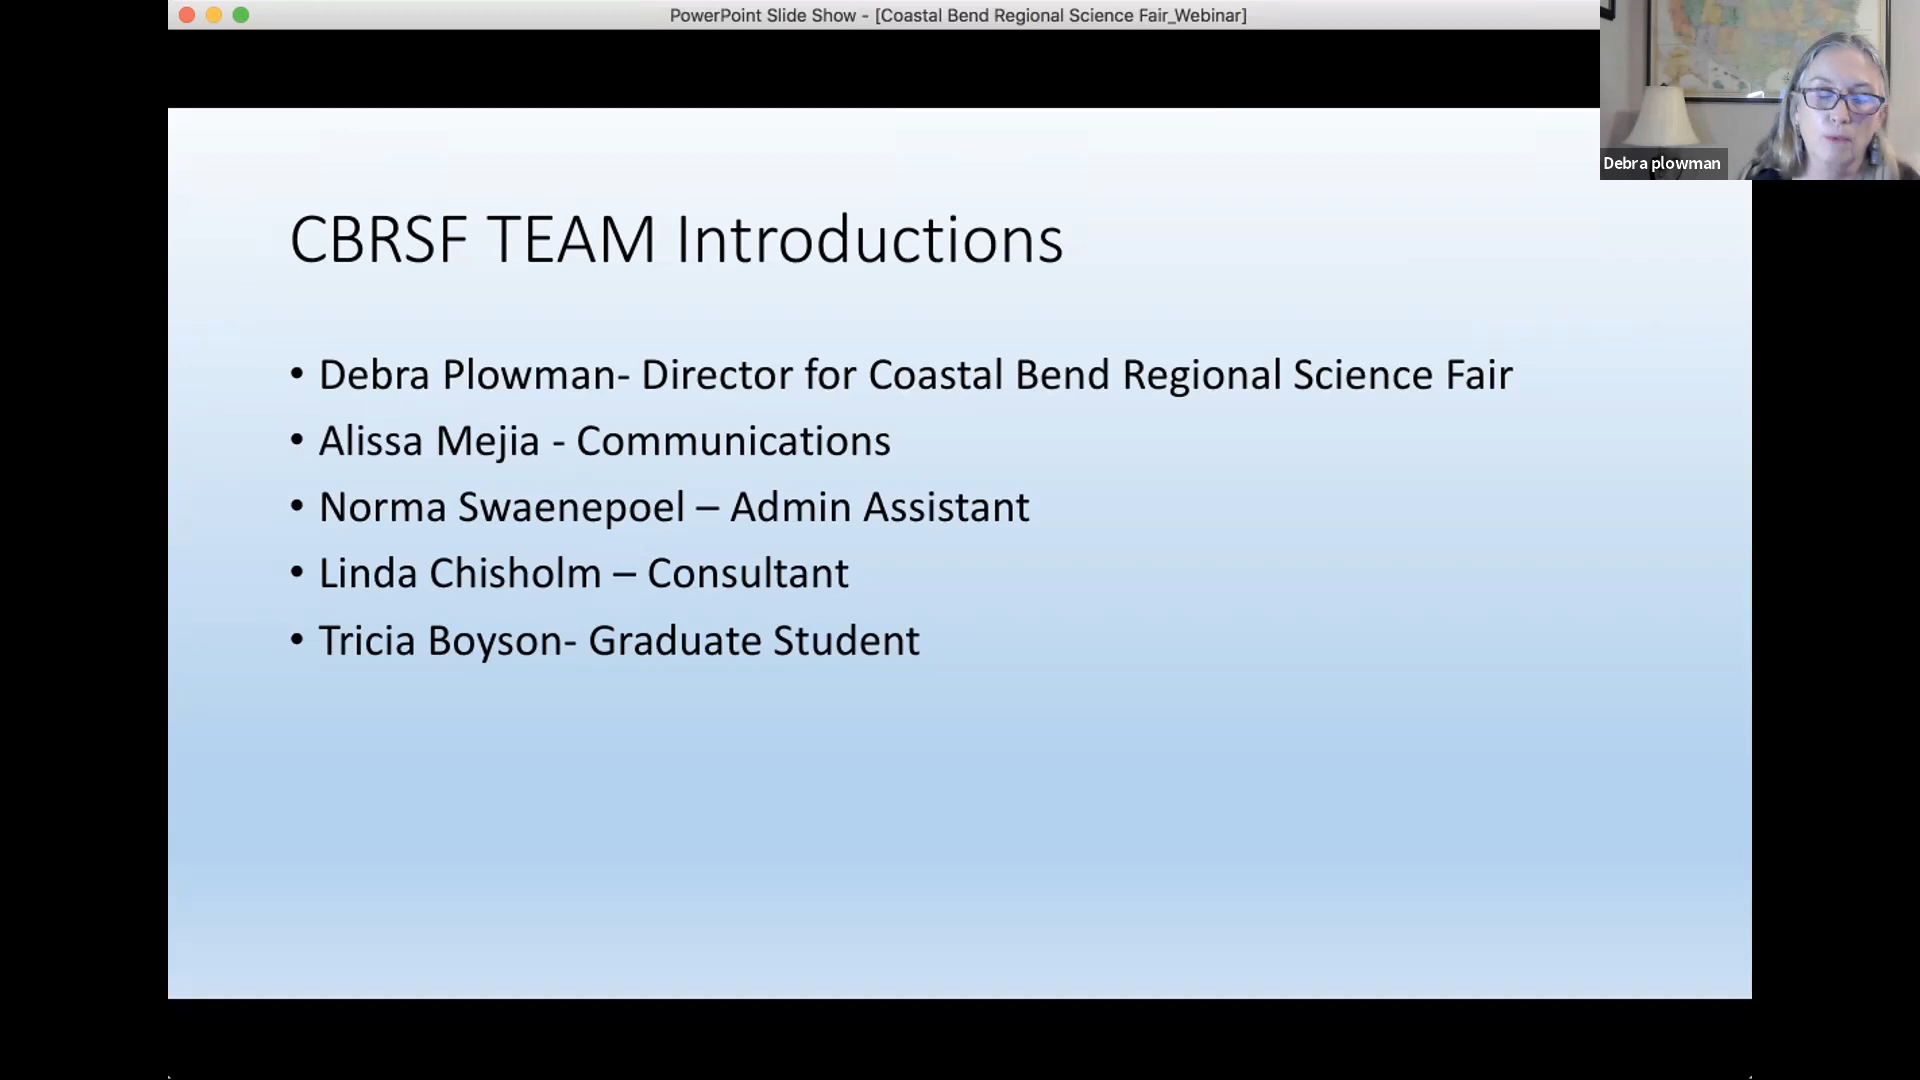 PowerPoint Slide Show - [Coastal Bend Regional Science Fair_Webinar]
Debra plowman
CBRSF TEAM Introductions
• Debra Plowman- Director for Coastal Bend Regional Science Fair
• Alissa Mejia - Communications
• Norma Swaenepoel – Admin Assistant
• Linda Chisholm – Consultant
• Tricia Boyson- Graduate Student